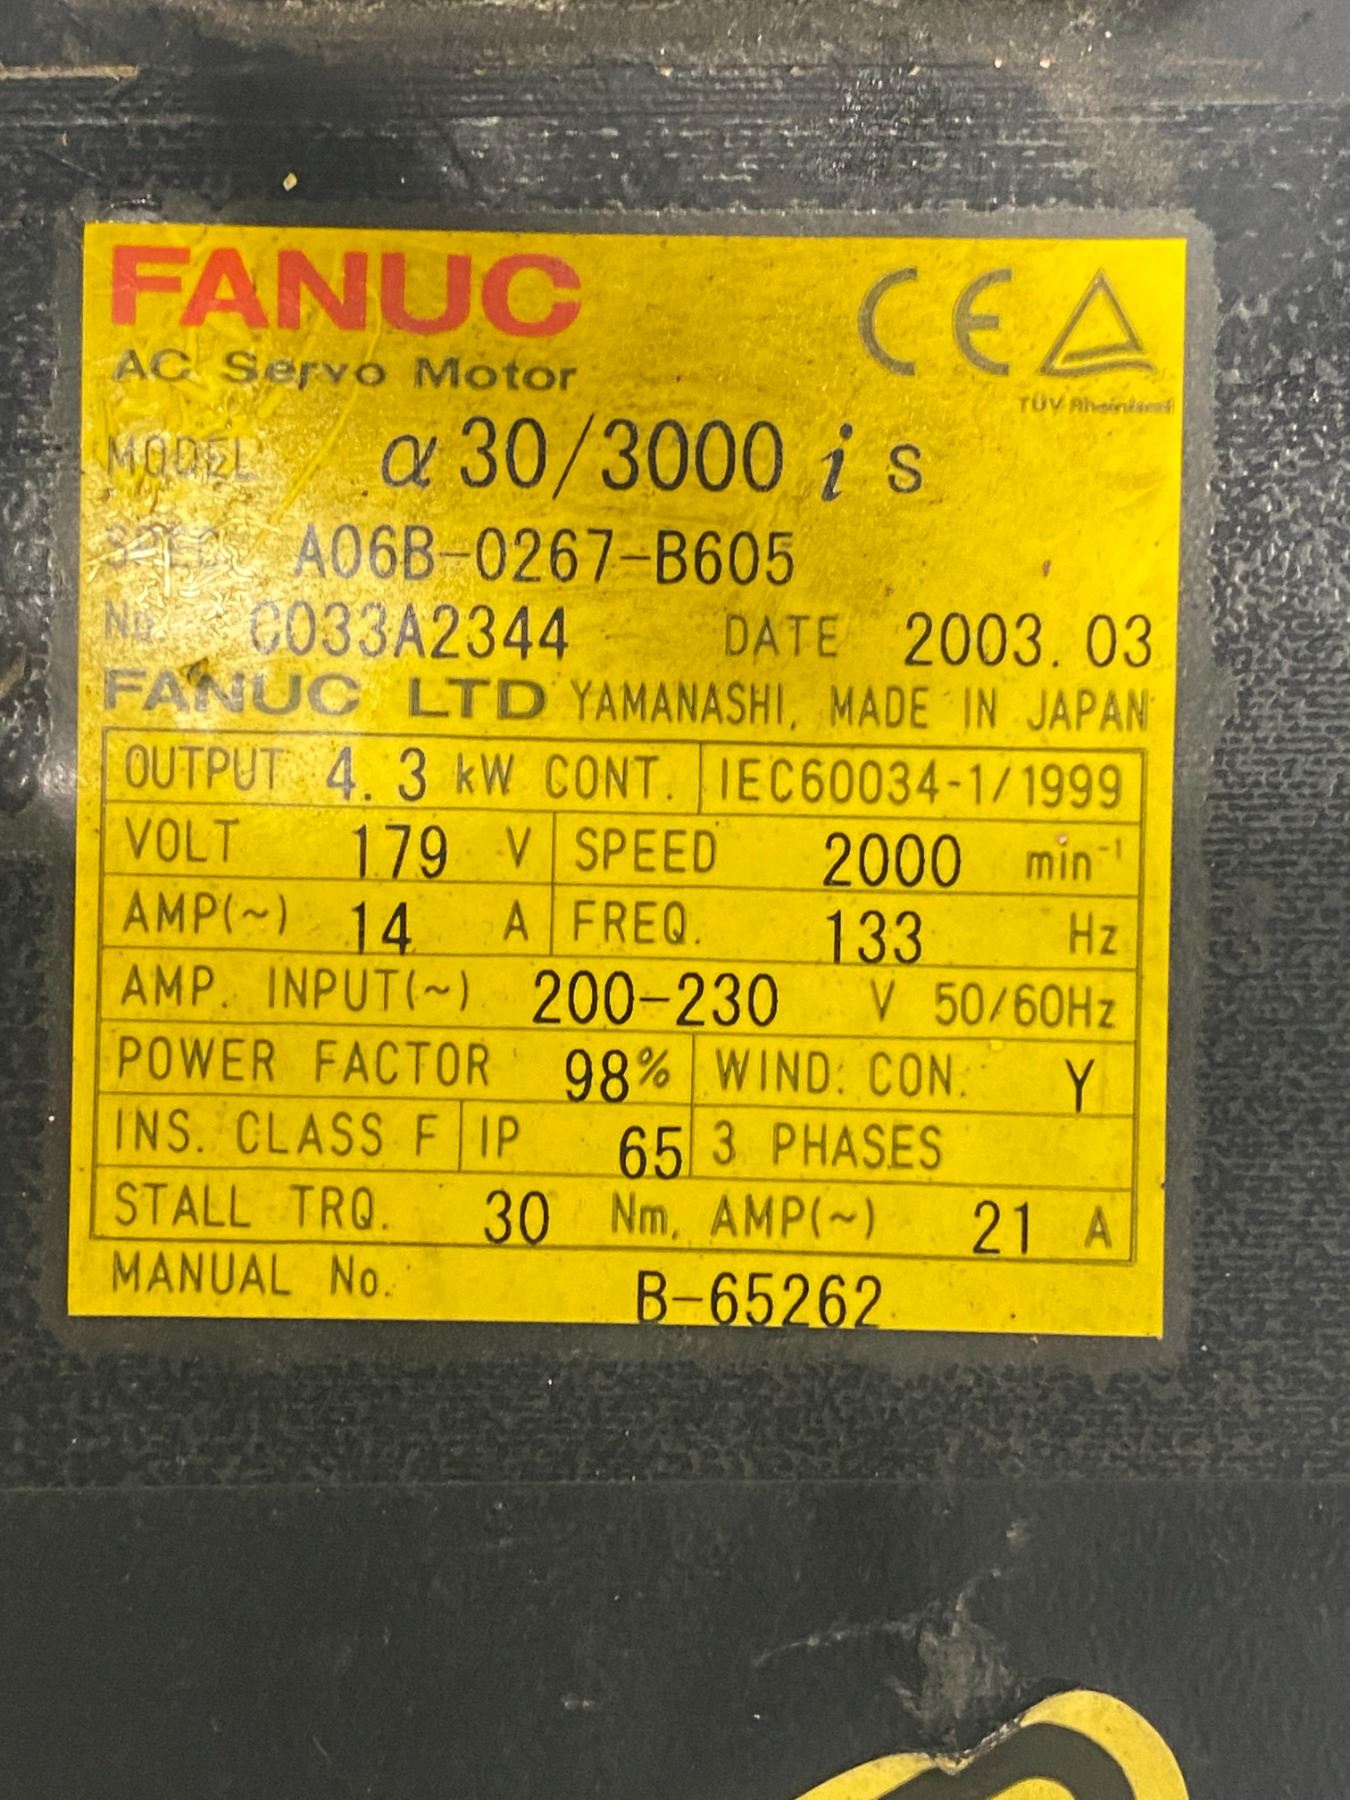 FANUC
CE
AC Servo Motor
TÜV Rheinland
MODEL α30/3000 i s
SPEC. A06B-0267-B605
No. C033A2344 DATE 2003.03
FANUC LTD YAMANASHI, MADE IN JAPAN
OUTPUT 4.3 kW CONT. IEC60034-1/1999
VOLT 179 V SPEED 2000 min⁻¹
AMP(~) 14 A FREQ. 133 Hz
AMP. INPUT(~) 200-230 V 50/60Hz
POWER FACTOR 98% WIND. CON. Y
INS. CLASS F IP 65 3 PHASES
STALL TRQ. 30 Nm, AMP(~) 21 A
MANUAL No. B-65262